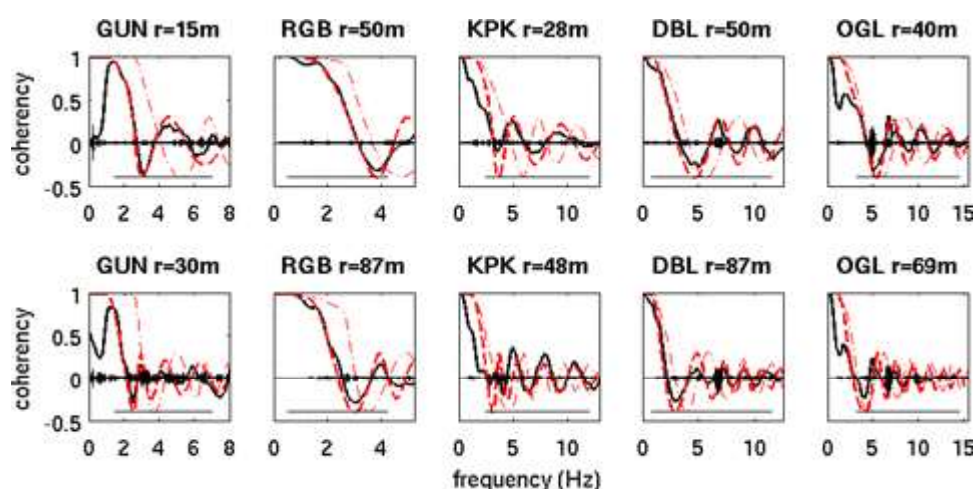 GUN r=15m RGB r=50m KPK r=28m DBL r=50m OGL r=40m
coherency
1
0.5
0
-0.5
0 2 4 6 8 0 2 4 0 5 10 0 5 10 0 5 10 15
GUN r=30m RGB r=87m KPK r=48m DBL r=87m OGL r=69m
coherency
1
0.5
0
-0.5
0 2 4 6 8 0 2 4 0 5 10 0 5 10 0 5 10 15
frequency (Hz)